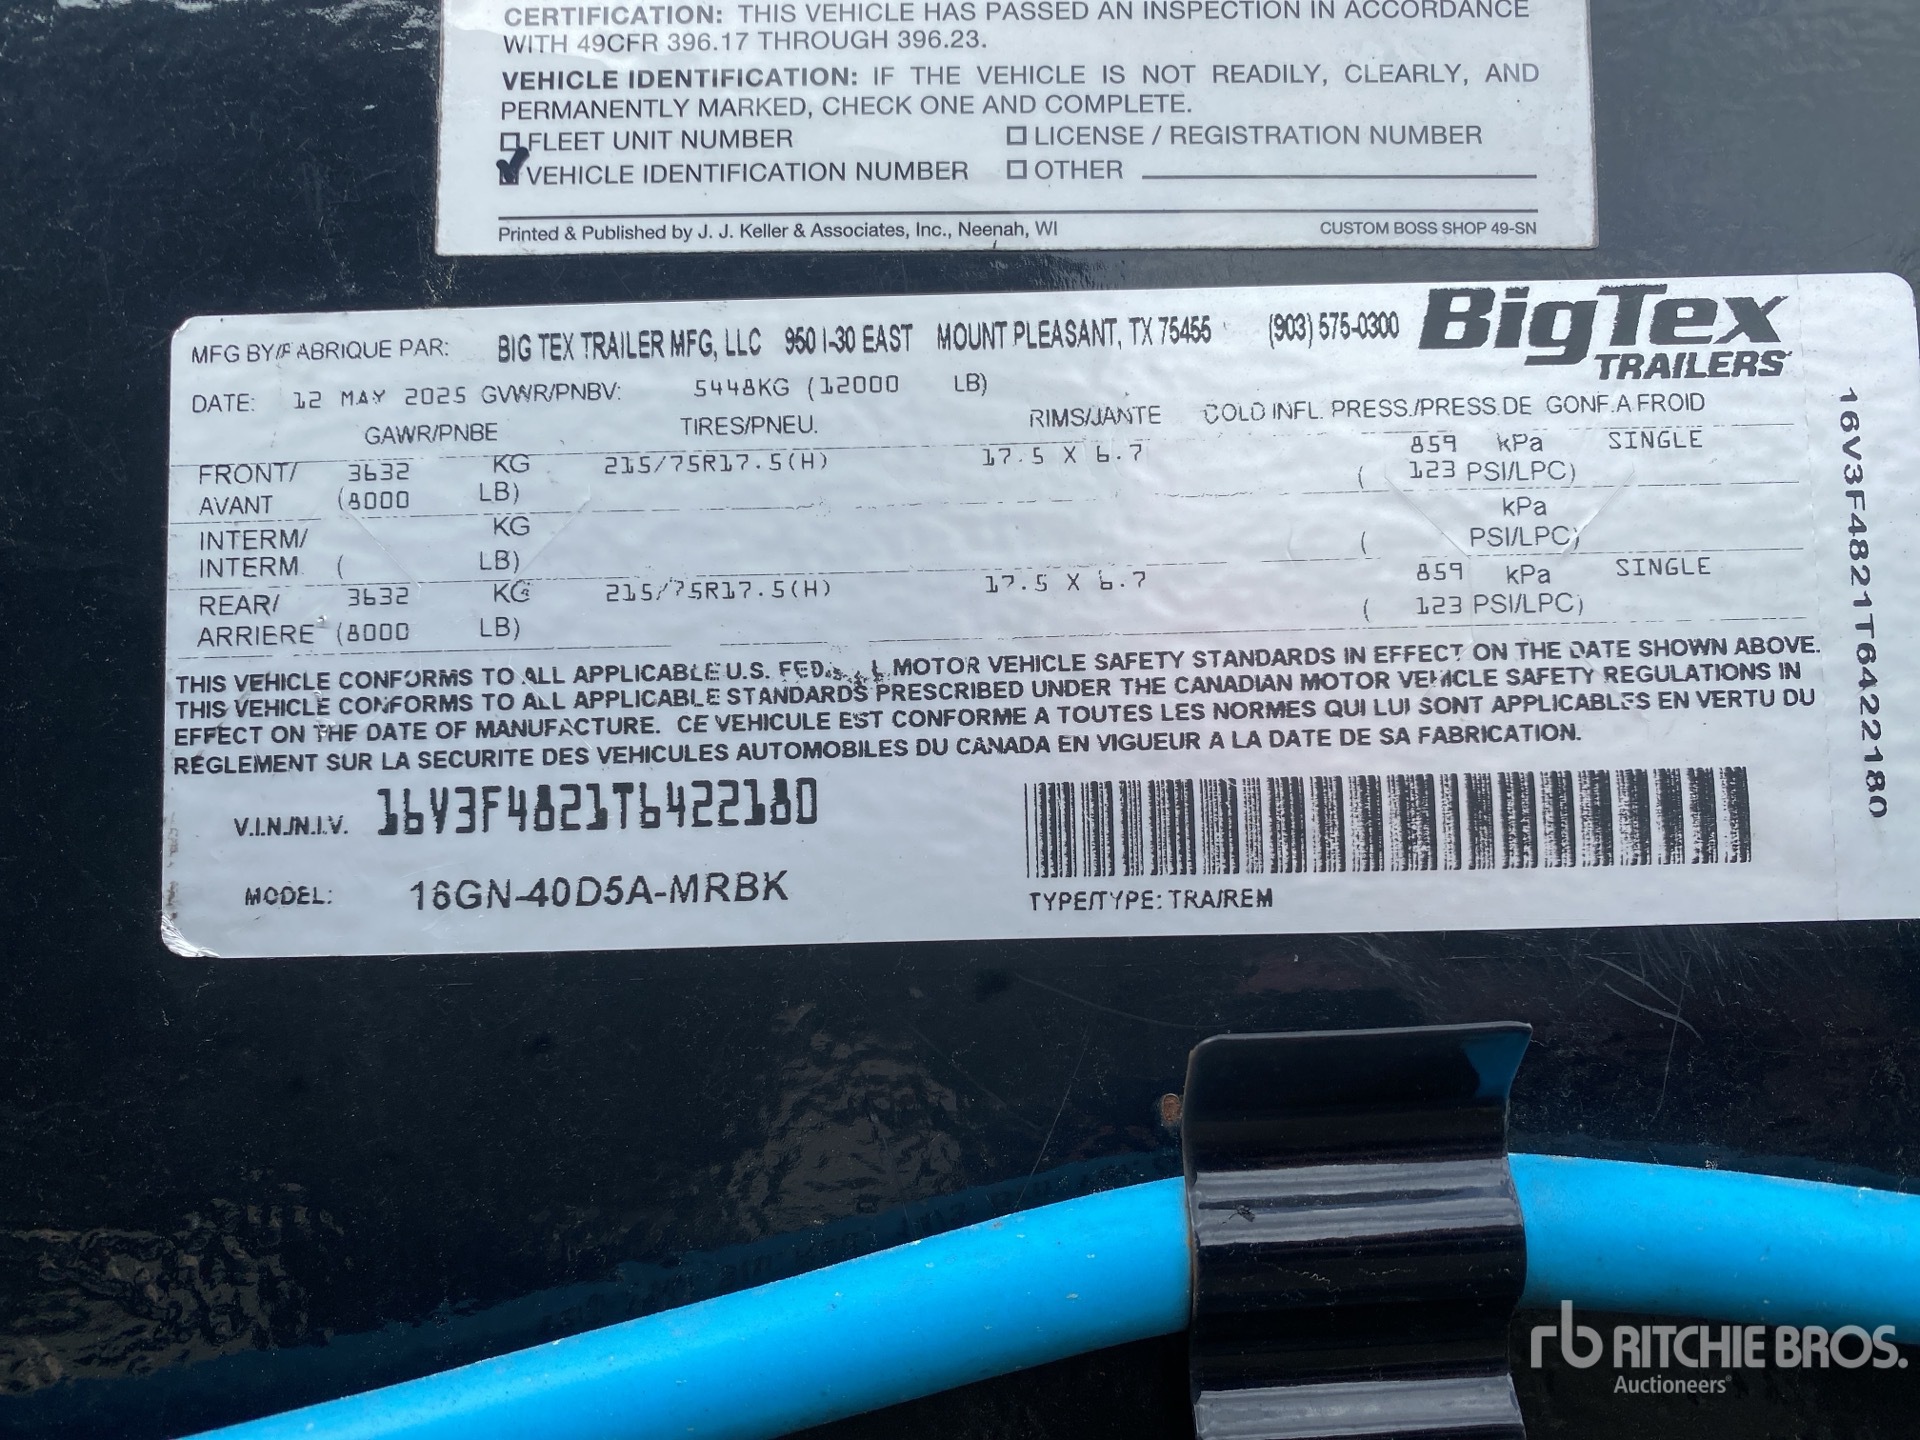 CERTIFICATION: THIS VEHICLE HAS PASSED AN INSPECTION IN ACCORDANCE
WITH 49CFR 396.17 THROUGH 396.23.
VEHICLE IDENTIFICATION: IF THE VEHICLE IS NOT READILY, CLEARLY, AND
PERMANENTLY MARKED, CHECK ONE AND COMPLETE.
FLEET UNIT NUMBER LICENSE / REGISTRATION NUMBER
VEHICLE IDENTIFICATION NUMBER OTHER
Printed & Published by J. J. Keller & Associates, Inc., Neenah, WI CUSTOM BOSS SHOP 49-SN
MFG BY/FABRIQUE PAR: BIG TEX TRAILER MFG, LLC 950 I-30 EAST MOUNT PLEASANT, TX 75455 (903) 575-0300
BigTex
TRAILERS
DATE: 12 MAY 2025 GVWR/PNBV: 5448KG (12000 LB)
GAWR/PNBE TIRES/PNEU. RIMS/JANTE COLD INFL. PRESS./PRESS.DE GONF.A FROID
FRONT/ 3632 KG 215/75R17.5(H) 17.5 X 6.7 859 kPa SINGLE
AVANT (8000 LB) ( 123 PSI/LPC)
INTERM/ KG kPa
INTERM. ( LB) ( PSI/LPC)
REAR/ 3632 KG 215/75R17.5(H) 17.5 X 6.7 859 kPa SINGLE
ARRIERE (8000 LB) ( 123 PSI/LPC)
THIS VEHICLE CONFORMS TO ALL APPLICABLE U.S. FEDERAL MOTOR VEHICLE SAFETY STANDARDS IN EFFECT ON THE DATE SHOWN ABOVE.
THIS VEHICLE CONFORMS TO ALL APPLICABLE STANDARDS PRESCRIBED UNDER THE CANADIAN MOTOR VEHICLE SAFETY REGULATIONS IN
EFFECT ON THE DATE OF MANUFACTURE. CE VEHICULE EST CONFORME A TOUTES LES NORMES QUI LUI SONT APPLICABLES EN VERTU DU
REGLEMENT SUR LA SECURITE DES VEHICULES AUTOMOBILES DU CANADA EN VIGUEUR A LA DATE DE SA FABRICATION.
V.I.N./N.I.V. 16V3F4821T6422180
MODEL: 16GN-40D5A-MRBK
TYPE/TYPE: TRA/REM
16V3F4821T6422180
rb RITCHIE BROS.
Auctioneers